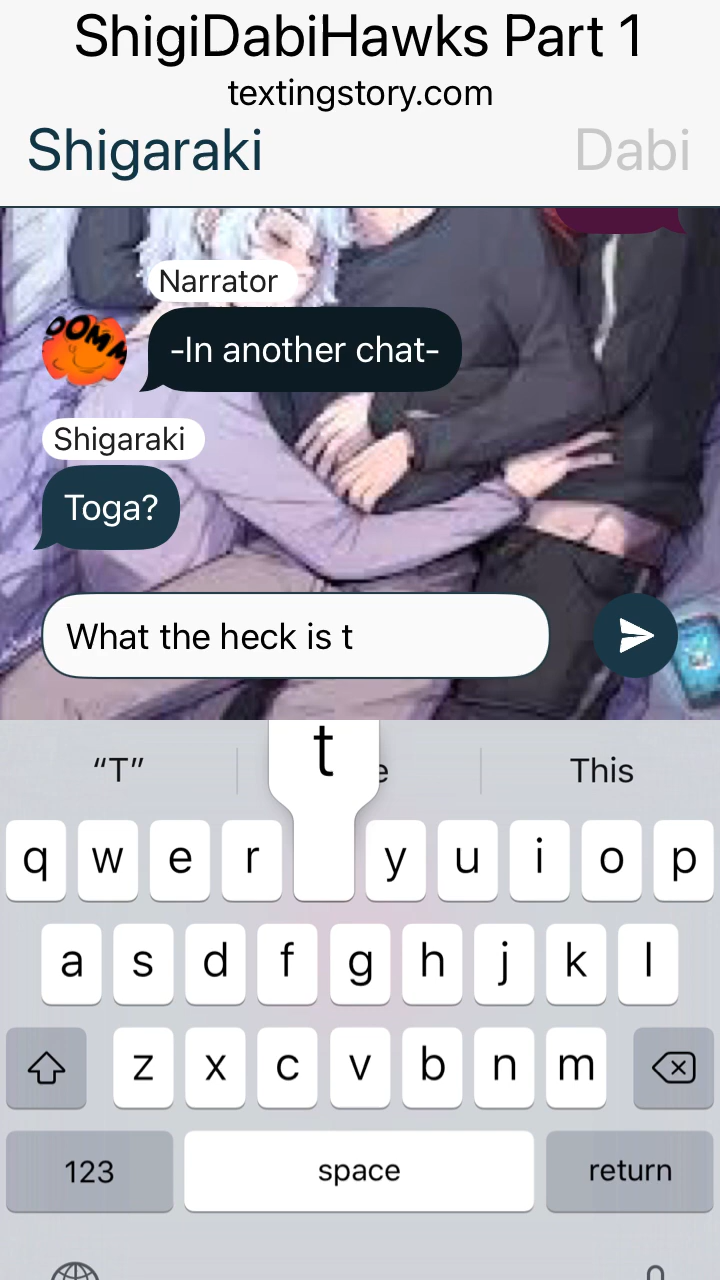 ShigiDabiHawks Part 1
textingstory.com
Shigaraki
Dabi
Narrator
-In another chat-
Shigaraki
Toga?
What the heck is t
“T”
t
e
This
q w e r y u i o p
a s d f g h j k l
z x c v b n m
123
space
return